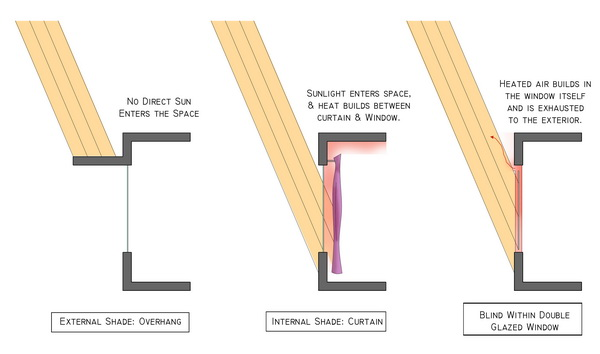 No Direct Sun
Enters the Space
Sunlight enters space,
& heat builds between
curtain & Window.
Heated air builds in
the window itself
and is exhausted
to the exterior.
External Shade: Overhang
Internal Shade: Curtain
Blind Within Double
Glazed Window